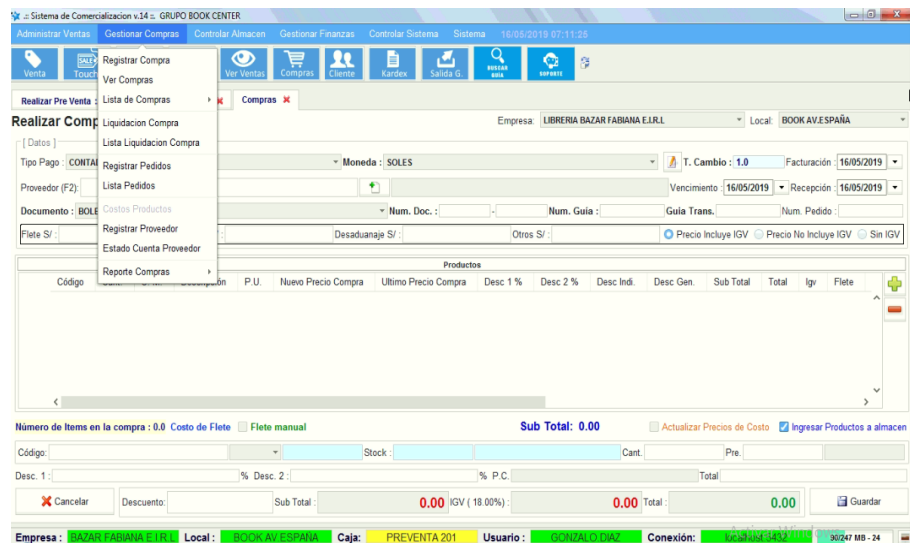 .: Sistema de Comercializacion v.14 :. GRUPO BOOK CENTER
Administrar Ventas Gestionar Compras Controlar Almacen Gestionar Finanzas Controlar Sistema Sistema 16/05/2019 07:11:25
Venta Touch Ver Ventas Compras Cliente Kardex Salida G. BUSCAR GUIA SOPORTE
Registrar Compra
Ver Compras
Lista de Compras
Liquidacion Compra
Lista Liquidacion Compra
Registrar Pedidos
Lista Pedidos
Costos Productos
Registrar Proveedor
Estado Cuenta Proveedor
Reporte Compras
Realizar Pre Venta : Compras
Realizar Comp Empresa: LIBRERIA BAZAR FABIANA E.I.R.L Local: BOOK AV.ESPAÑA
[ Datos ]
Tipo Pago : CONTA Moneda : SOLES T. Cambio : 1.0 Facturación : 16/05/2019
Proveedor (F2): Vencimiento : 16/05/2019 Recepción : 16/05/2019
Documento : BOLE Num. Doc. : - Num. Guía : Guia Trans. Num. Pedido :
Flete S/ : Desaduanaje S/ : Otros S/ : Precio Incluye IGV Precio No Incluye IGV Sin IGV
Productos
Código P.U. Nuevo Precio Compra Ultimo Precio Compra Desc 1 % Desc 2 % Desc Indi. Desc Gen. Sub Total Total Igv Flete
Número de Items en la compra : 0.0 Costo de Flete Flete manual Sub Total: 0.00 Actualizar Precios de Costo Ingresar Productos a almacen
Código: Stock : Cant. Pre.
Desc. 1 : % Desc. 2 : % P.C. Total
Cancelar Descuento: Sub Total : 0.00 IGV ( 18.00%) : 0.00 Total : 0.00 Guardar
Empresa : BAZAR FABIANA E.I.R.L Local : BOOK AV.ESPAÑA Caja: PREVENTA 201 Usuario : GONZALO.DIAZ Conexión: localhost:5432 90/247 MB - 24